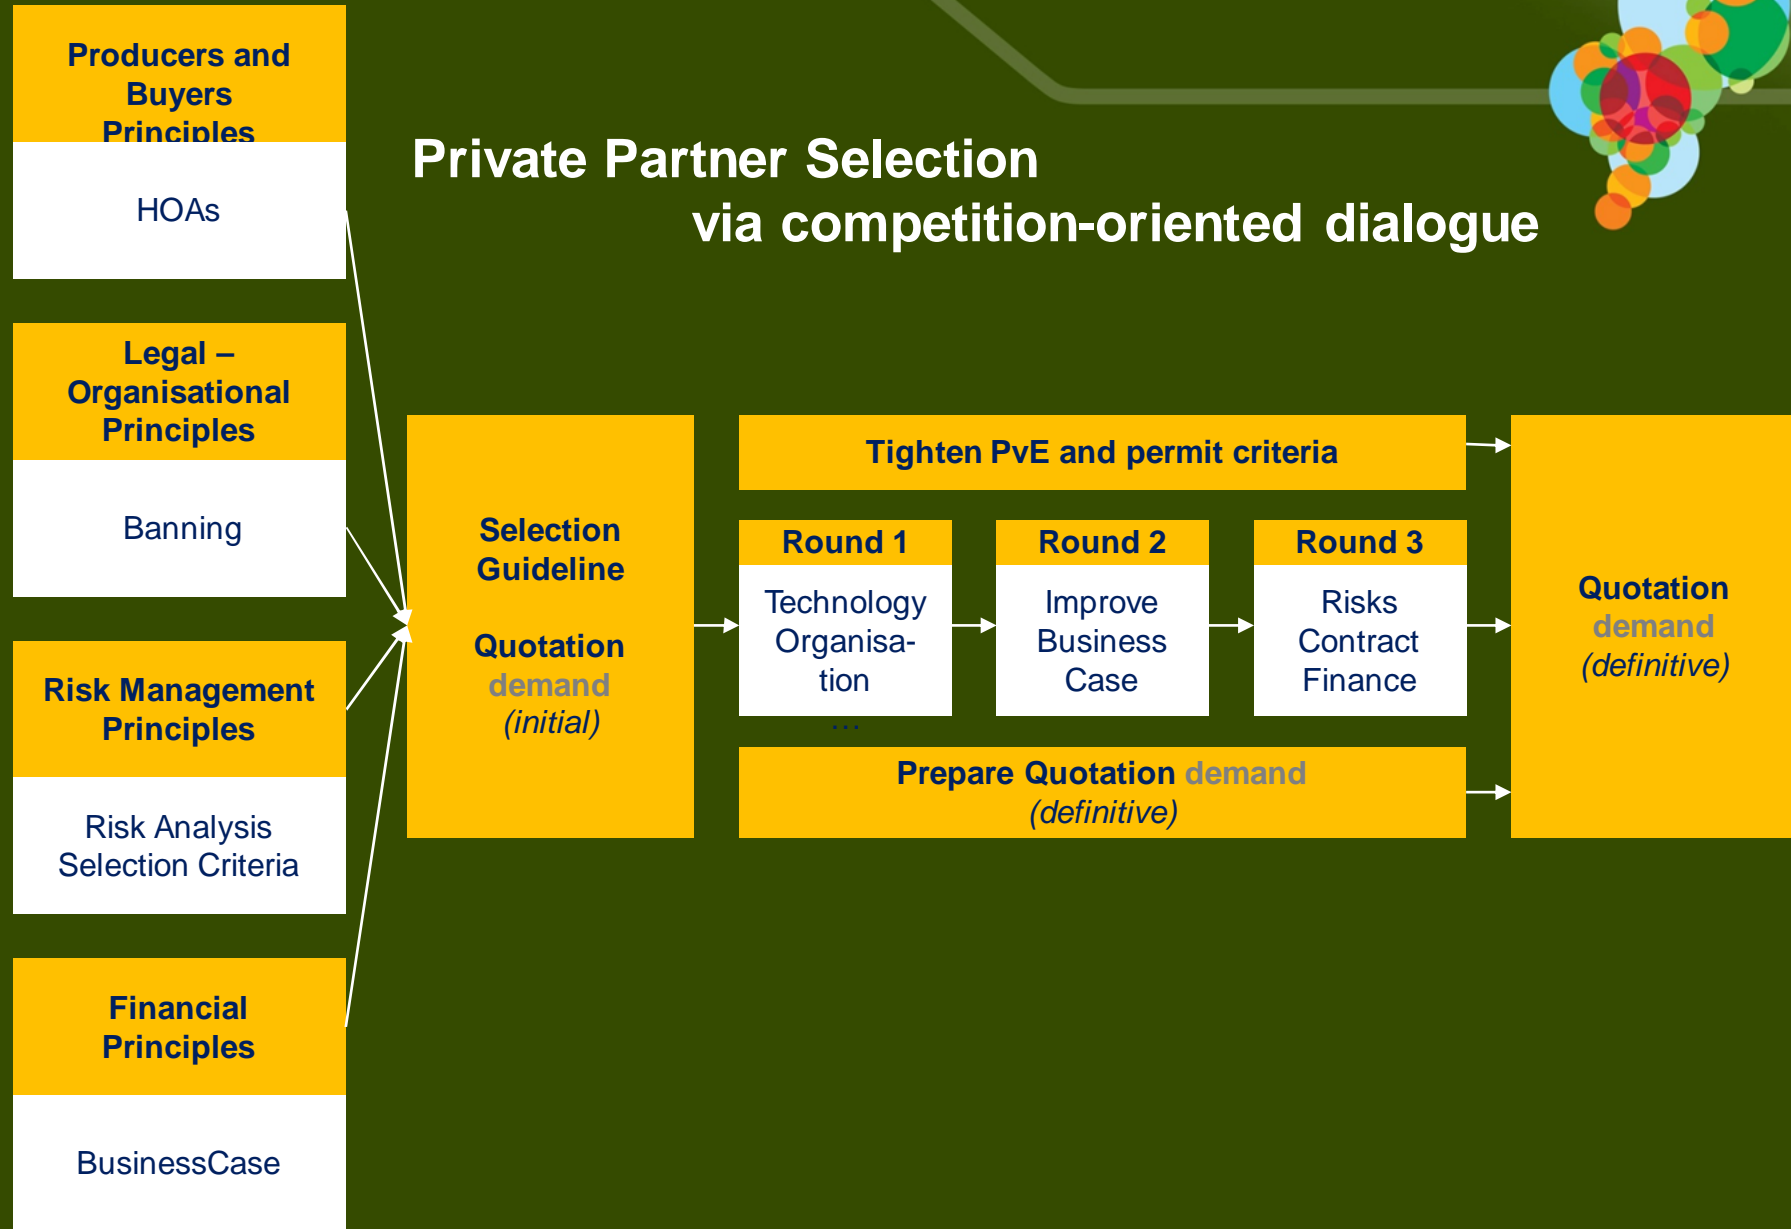 Producers and
Buyers
Principles
HOAs
Private Partner Selection
via competition-oriented dialogue
Legal –
Organisational
Principles
Banning
Risk Management
Principles
Risk Analysis
Selection Criteria
Financial
Principles
BusinessCase
Selection
Guideline
Quotation
demand
(initial)
Tighten PvE and permit criteria
Round 1
Technology
Organisa-
tion
…
Round 2
Improve
Business
Case
Round 3
Risks
Contract
Finance
Prepare Quotation demand
(definitive)
Quotation
demand
(definitive)